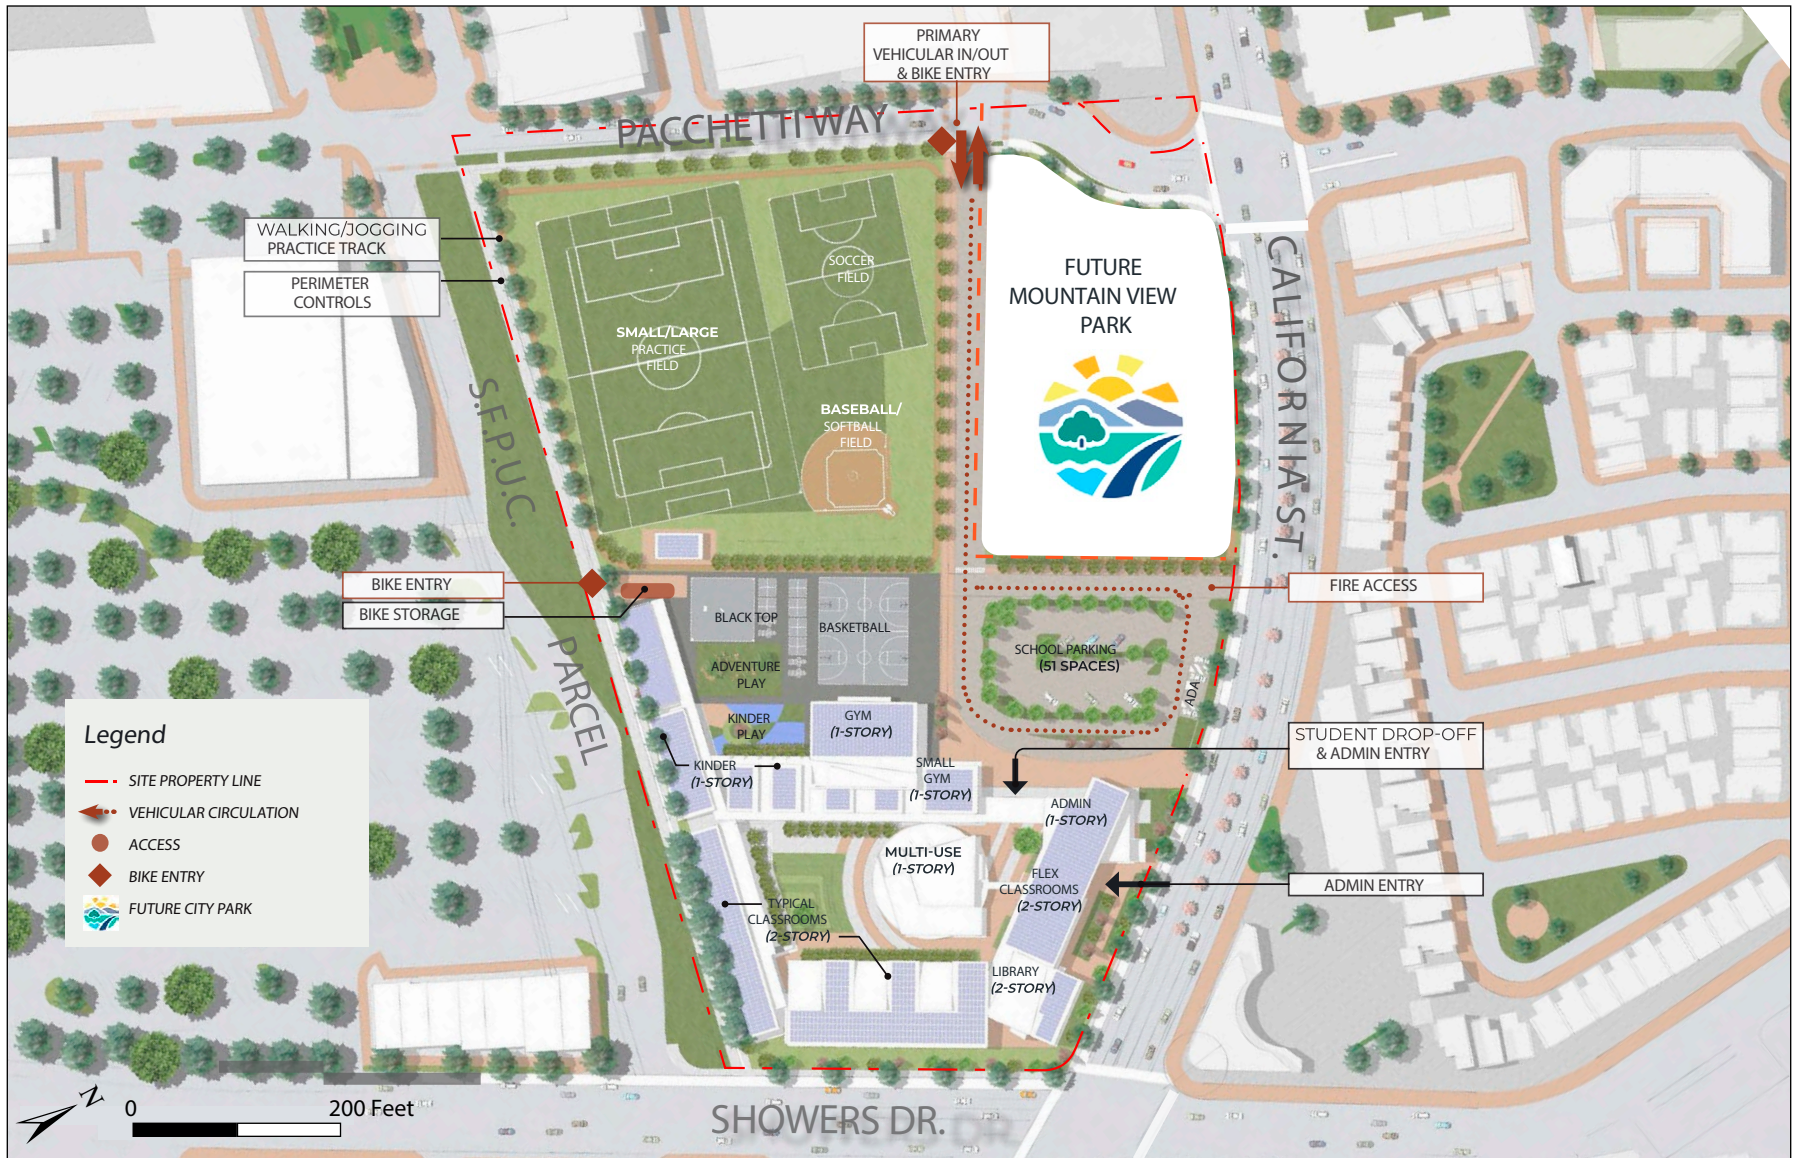 PRIMARY
VEHICULAR IN/OUT
& BIKE ENTRY
PACCHETTI WAY
WALKING/JOGGING
PRACTICE TRACK
PERIMETER
CONTROLS
SOCCER
FIELD
SMALL/LARGE
PRACTICE
FIELD
BASEBALL/
SOFTBALL
FIELD
FUTURE
MOUNTAIN VIEW
PARK
CALIFORNIA ST.
S.F.P.U.C.
PARCEL
BIKE ENTRY
BIKE STORAGE
FIRE ACCESS
BLACK TOP
BASKETBALL
SCHOOL PARKING
(51 SPACES)
ADA
ADVENTURE
PLAY
KINDER
PLAY
GYM
(1-STORY)
STUDENT DROP-OFF
& ADMIN ENTRY
KINDER
(1-STORY)
SMALL
GYM
(1-STORY)
ADMIN
(1-STORY)
MULTI-USE
(1-STORY)
FLEX
CLASSROOMS
(2-STORY)
ADMIN ENTRY
TYPICAL
CLASSROOMS
(2-STORY)
LIBRARY
(2-STORY)
Legend
SITE PROPERTY LINE
VEHICULAR CIRCULATION
ACCESS
BIKE ENTRY
FUTURE CITY PARK
N
0
200 Feet
SHOWERS DR.